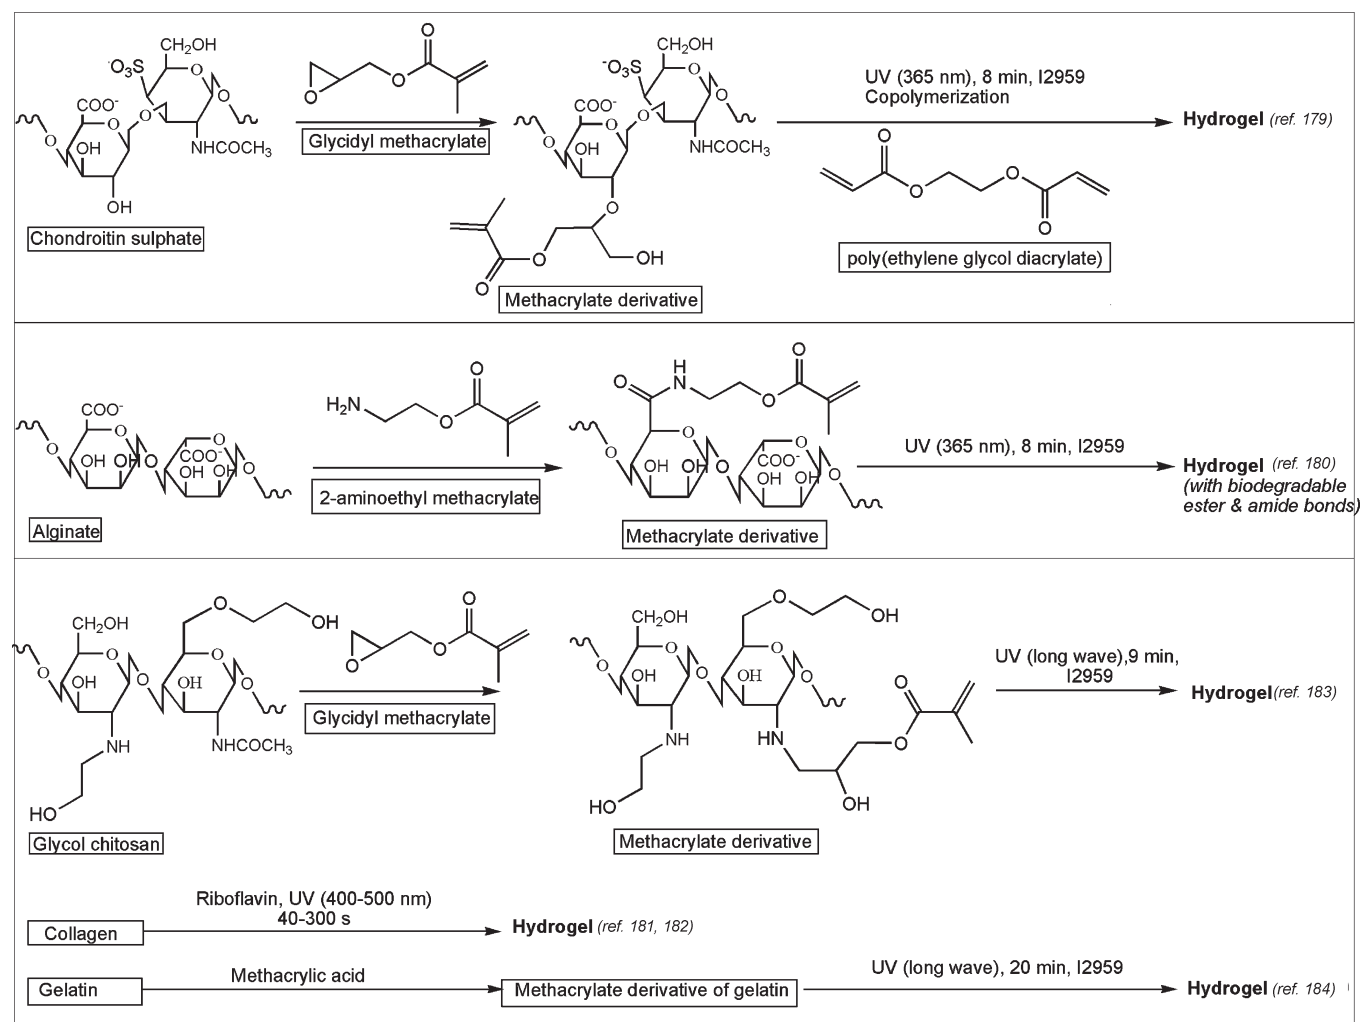 CH2OH
-O3S
O
O
COO-
O
O
O
OH
NHCOCH3
OH
Chondroitin sulphate
O
O
O
Glycidyl methacrylate
CH2OH
-O3S
O
O
COO-
O
O
O
OH
NHCOCH3
O
O
OH
O
Methacrylate derivative
UV (365 nm), 8 min, I2959
Copolymerization
Hydrogel (ref. 179)
O
O
O
O
poly(ethylene glycol diacrylate)
COO-
O
O
O
COO-
O
O
OH
OH
OH
OH
Alginate
O
H2N
O
2-aminoethyl methacrylate
O
H
N
O
O
O
O
O
O
COO-
O
OH
OH
OH
OH
Methacrylate derivative
UV (365 nm), 8 min, I2959
Hydrogel (ref. 180)
(with biodegradable
ester & amide bonds)
O
OH
CH2OH
O
O
O
O
O
OH
OH
NH
NHCOCH3
HO
Glycol chitosan
O
O
O
Glycidyl methacrylate
O
OH
CH2OH
O
O
O
O
O
OH
OH
NH
HN
O
O
OH
HO
Methacrylate derivative
UV (long wave),9 min,
I2959
Hydrogel(ref. 183)
Riboflavin, UV (400-500 nm)
40-300 s
Collagen
Hydrogel (ref. 181, 182)
Methacrylic acid
Gelatin
Methacrylate derivative of gelatin
UV (long wave), 20 min, I2959
Hydrogel (ref. 184)